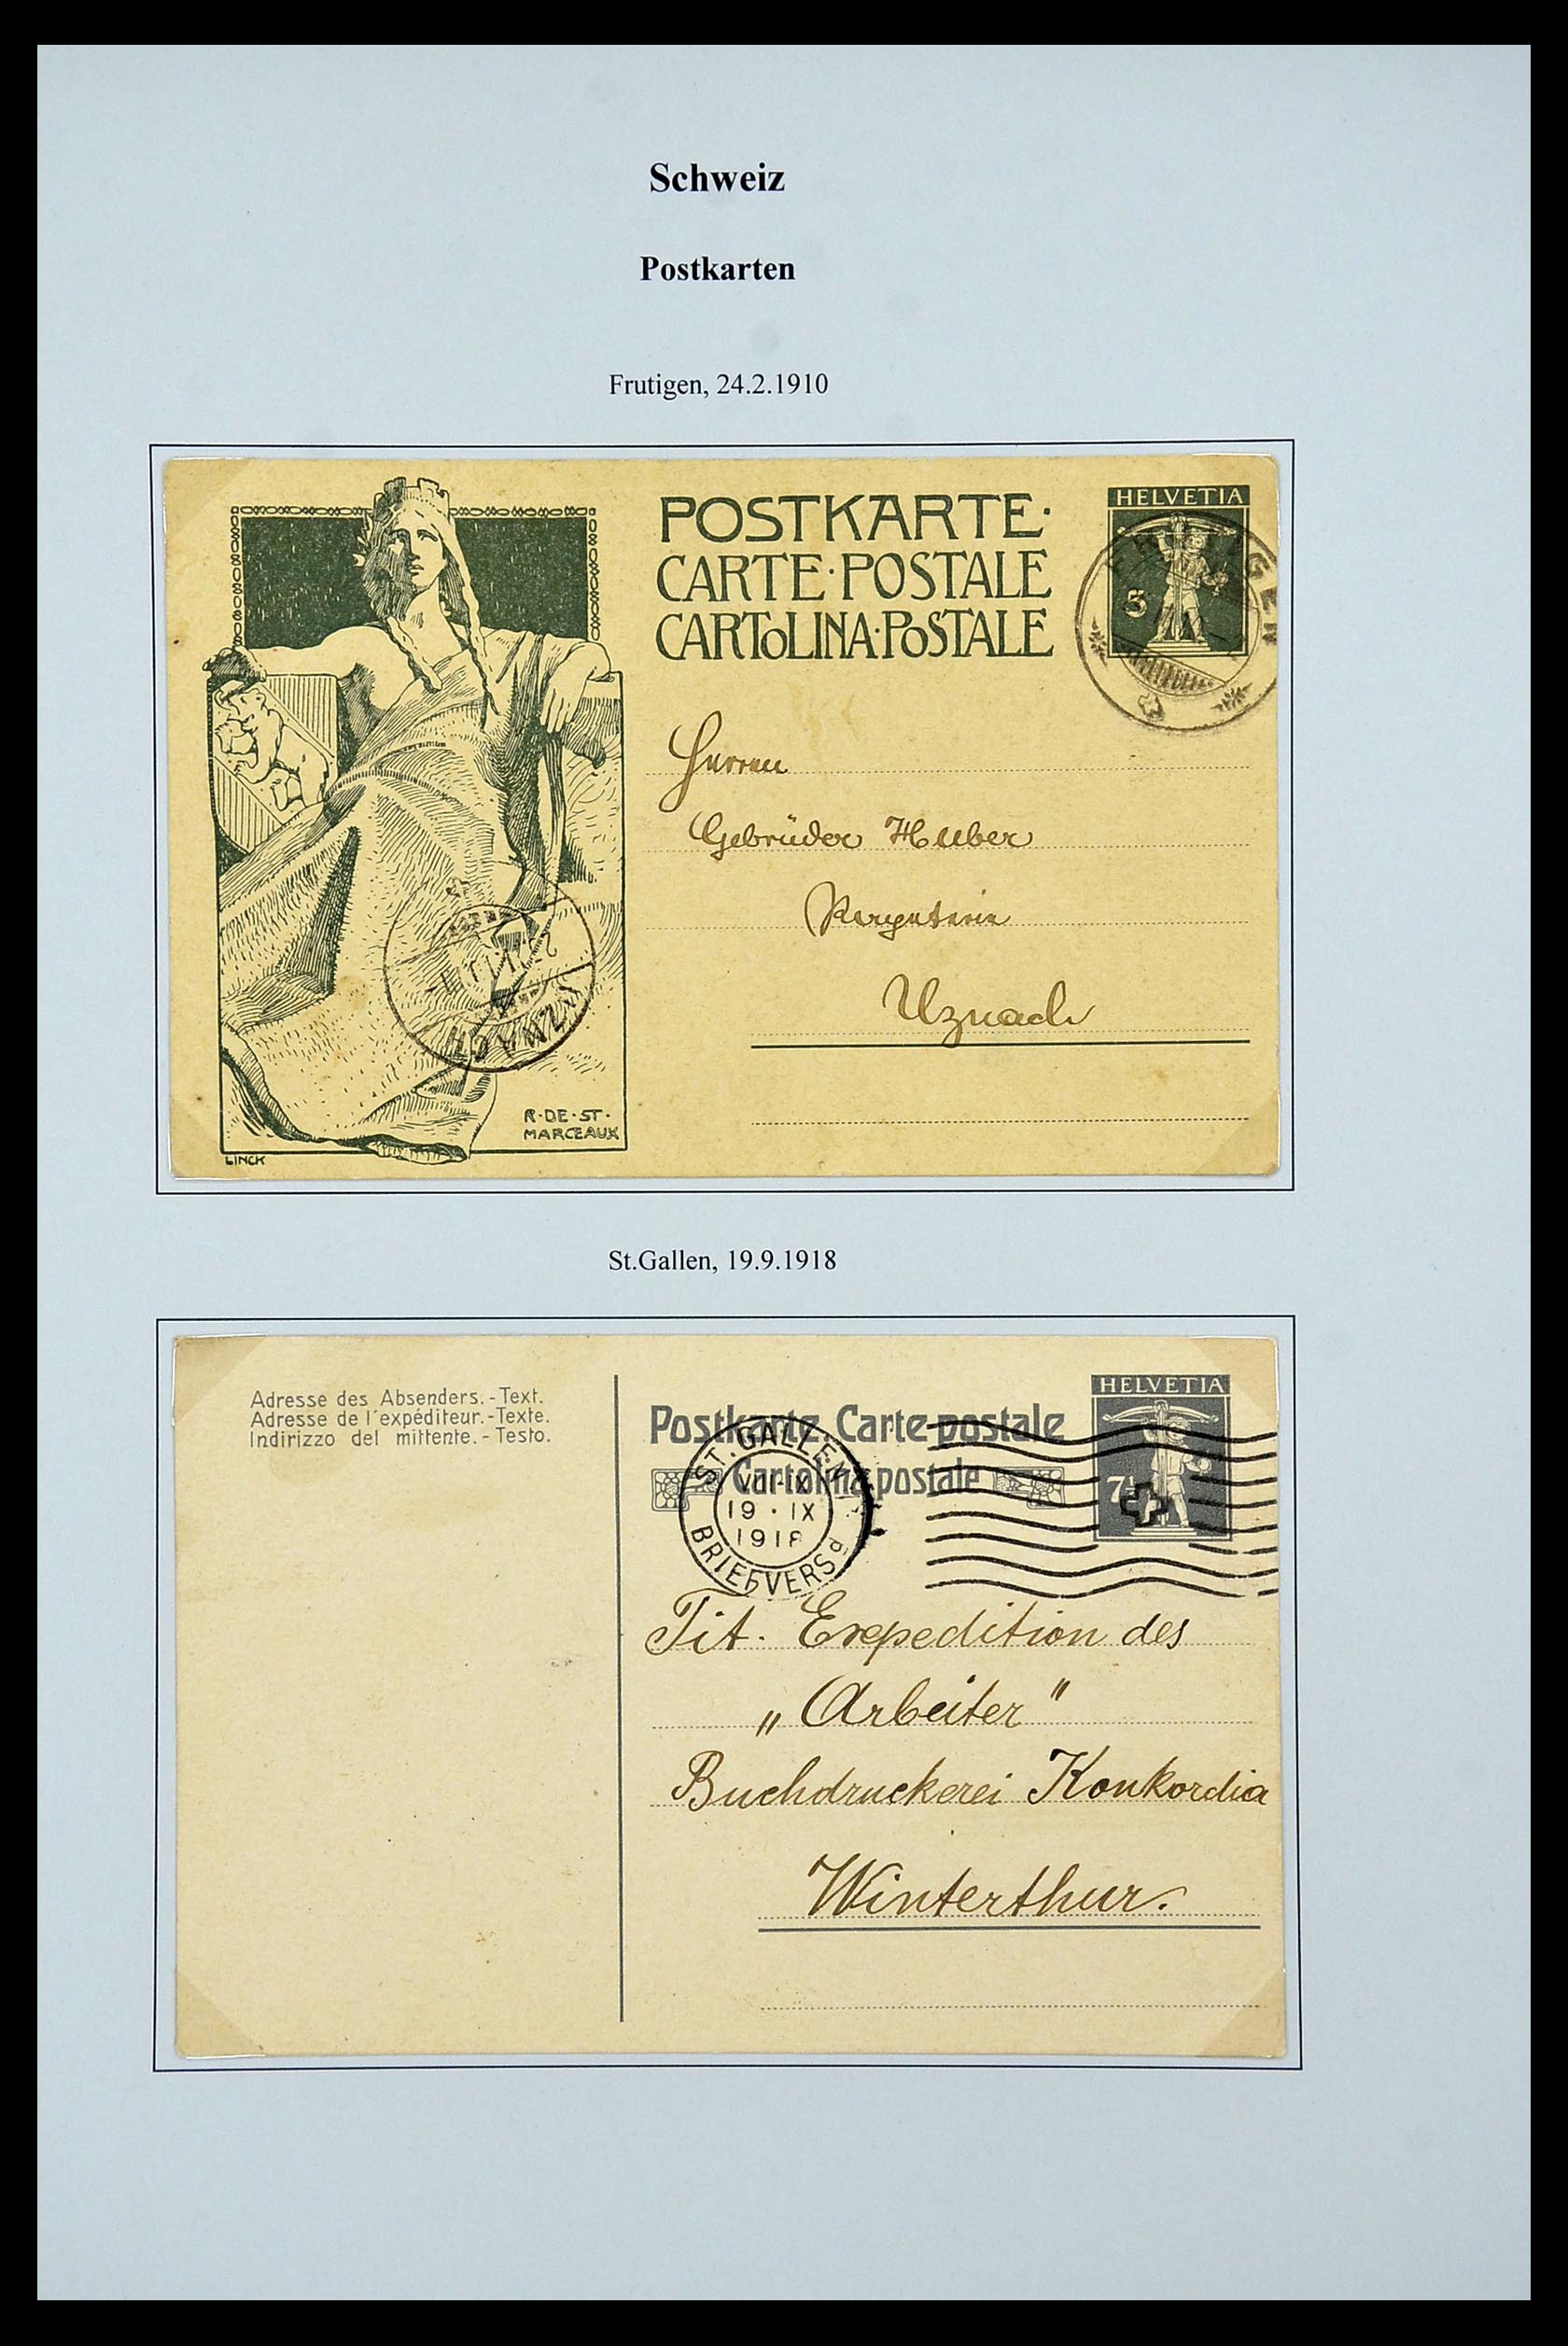 Schweiz
Postkarten
Frutigen, 24.2.1910
POSTKARTE·
CARTE·POSTALE
CARTOLINA·POSTALE
HELVETIA
5
Herren
Gebrüder Huber
Uznach
R·DE·ST·
MARCEAUX
LINCK
St.Gallen, 19.9.1918
Adresse des Absenders.-Text.
Adresse de l'expéditeur.-Texte.
Indirizzo del mittente.-Testo.
Postkarte. Carte postale
Cartolina postale
HELVETIA
7½
ST. GALLEN
VIII-IX
19·IX
1918
BRIEFVERSd
Tit. Expedition des
„Arbeiter"
Buchdruckerei Konkordia
Winterthur.